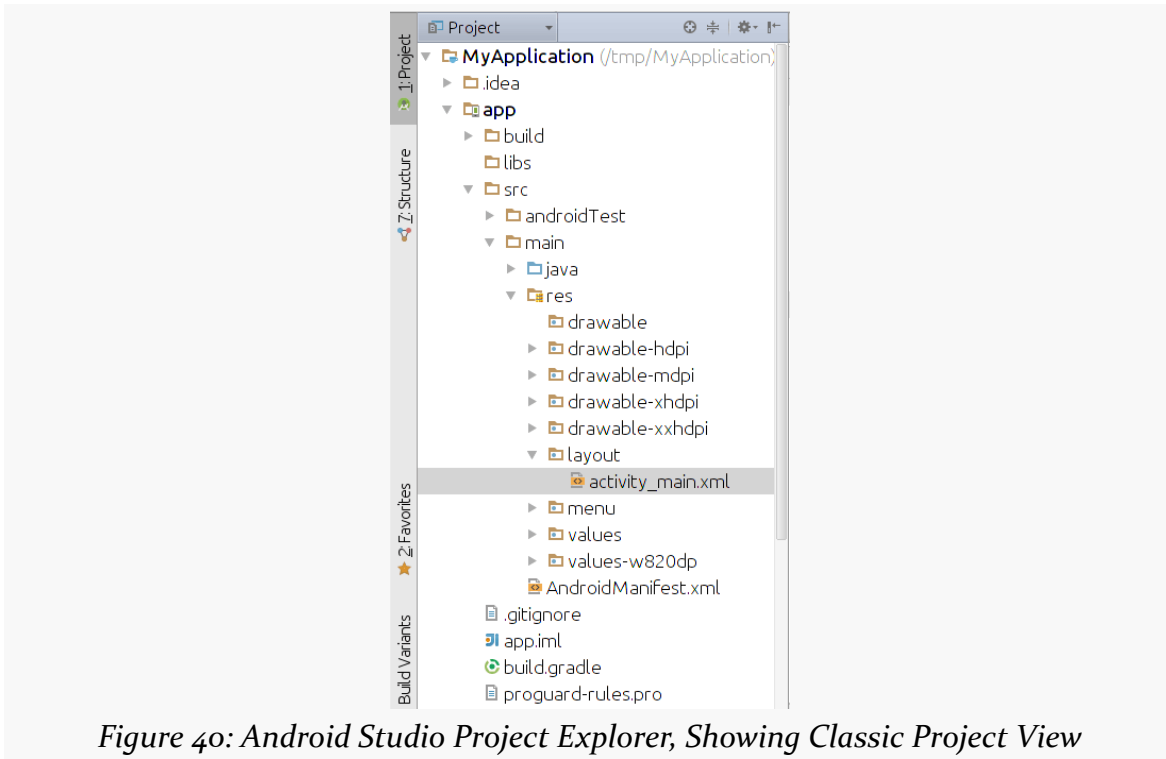 Project
MyApplication (/tmp/MyApplication)
.idea
app
build
libs
src
androidTest
main
java
res
drawable
drawable-hdpi
drawable-mdpi
drawable-xhdpi
drawable-xxhdpi
layout
activity_main.xml
menu
values
values-w820dp
AndroidManifest.xml
.gitignore
app.iml
build.gradle
proguard-rules.pro
1: Project
7: Structure
2: Favorites
Build Variants
Figure 40: Android Studio Project Explorer, Showing Classic Project View